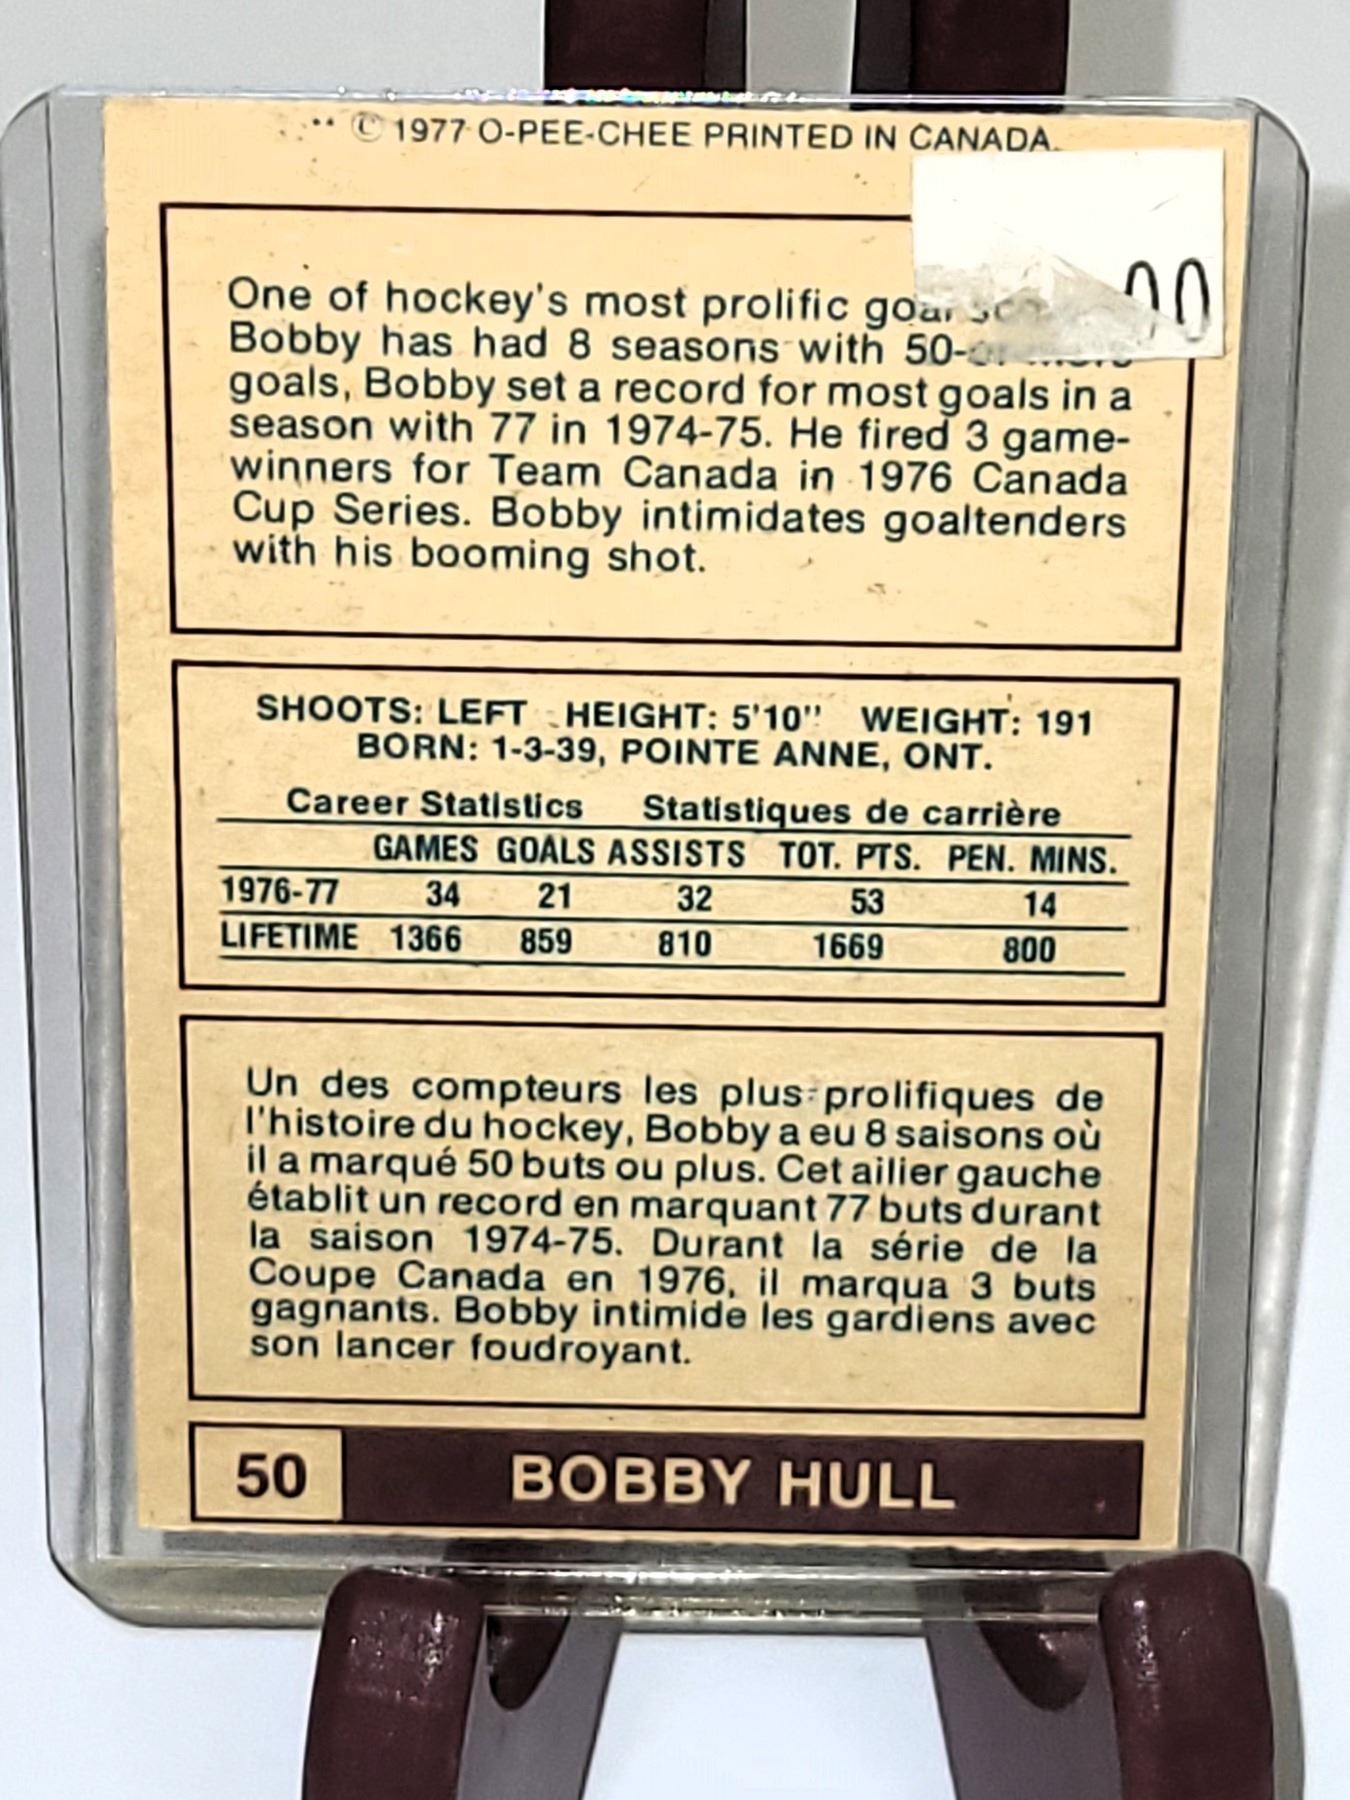 ** © 1977 O-PEE-CHEE PRINTED IN CANADA.
00
One of hockey's most prolific goal
Bobby has had 8 seasons with 50-or
goals, Bobby set a record for most goals in a
season with 77 in 1974-75. He fired 3 game-
winners for Team Canada in 1976 Canada
Cup Series. Bobby intimidates goaltenders
with his booming shot.
SHOOTS: LEFT HEIGHT: 5'10" WEIGHT: 191
BORN: 1-3-39, POINTE ANNE, ONT.
Career Statistics Statistiques de carrière
GAMES GOALS ASSISTS TOT. PTS. PEN. MINS.
1976-77 34 21 32 53 14
LIFETIME 1366 859 810 1669 800
Un des compteurs les plus prolifiques de
l'histoire du hockey, Bobby a eu 8 saisons où
il a marqué 50 buts ou plus. Cet ailier gauche
établit un record en marquant 77 buts durant
la saison 1974-75. Durant la série de la
Coupe Canada en 1976, il marqua 3 buts
gagnants. Bobby intimide les gardiens avec
son lancer foudroyant.
50 BOBBY HULL